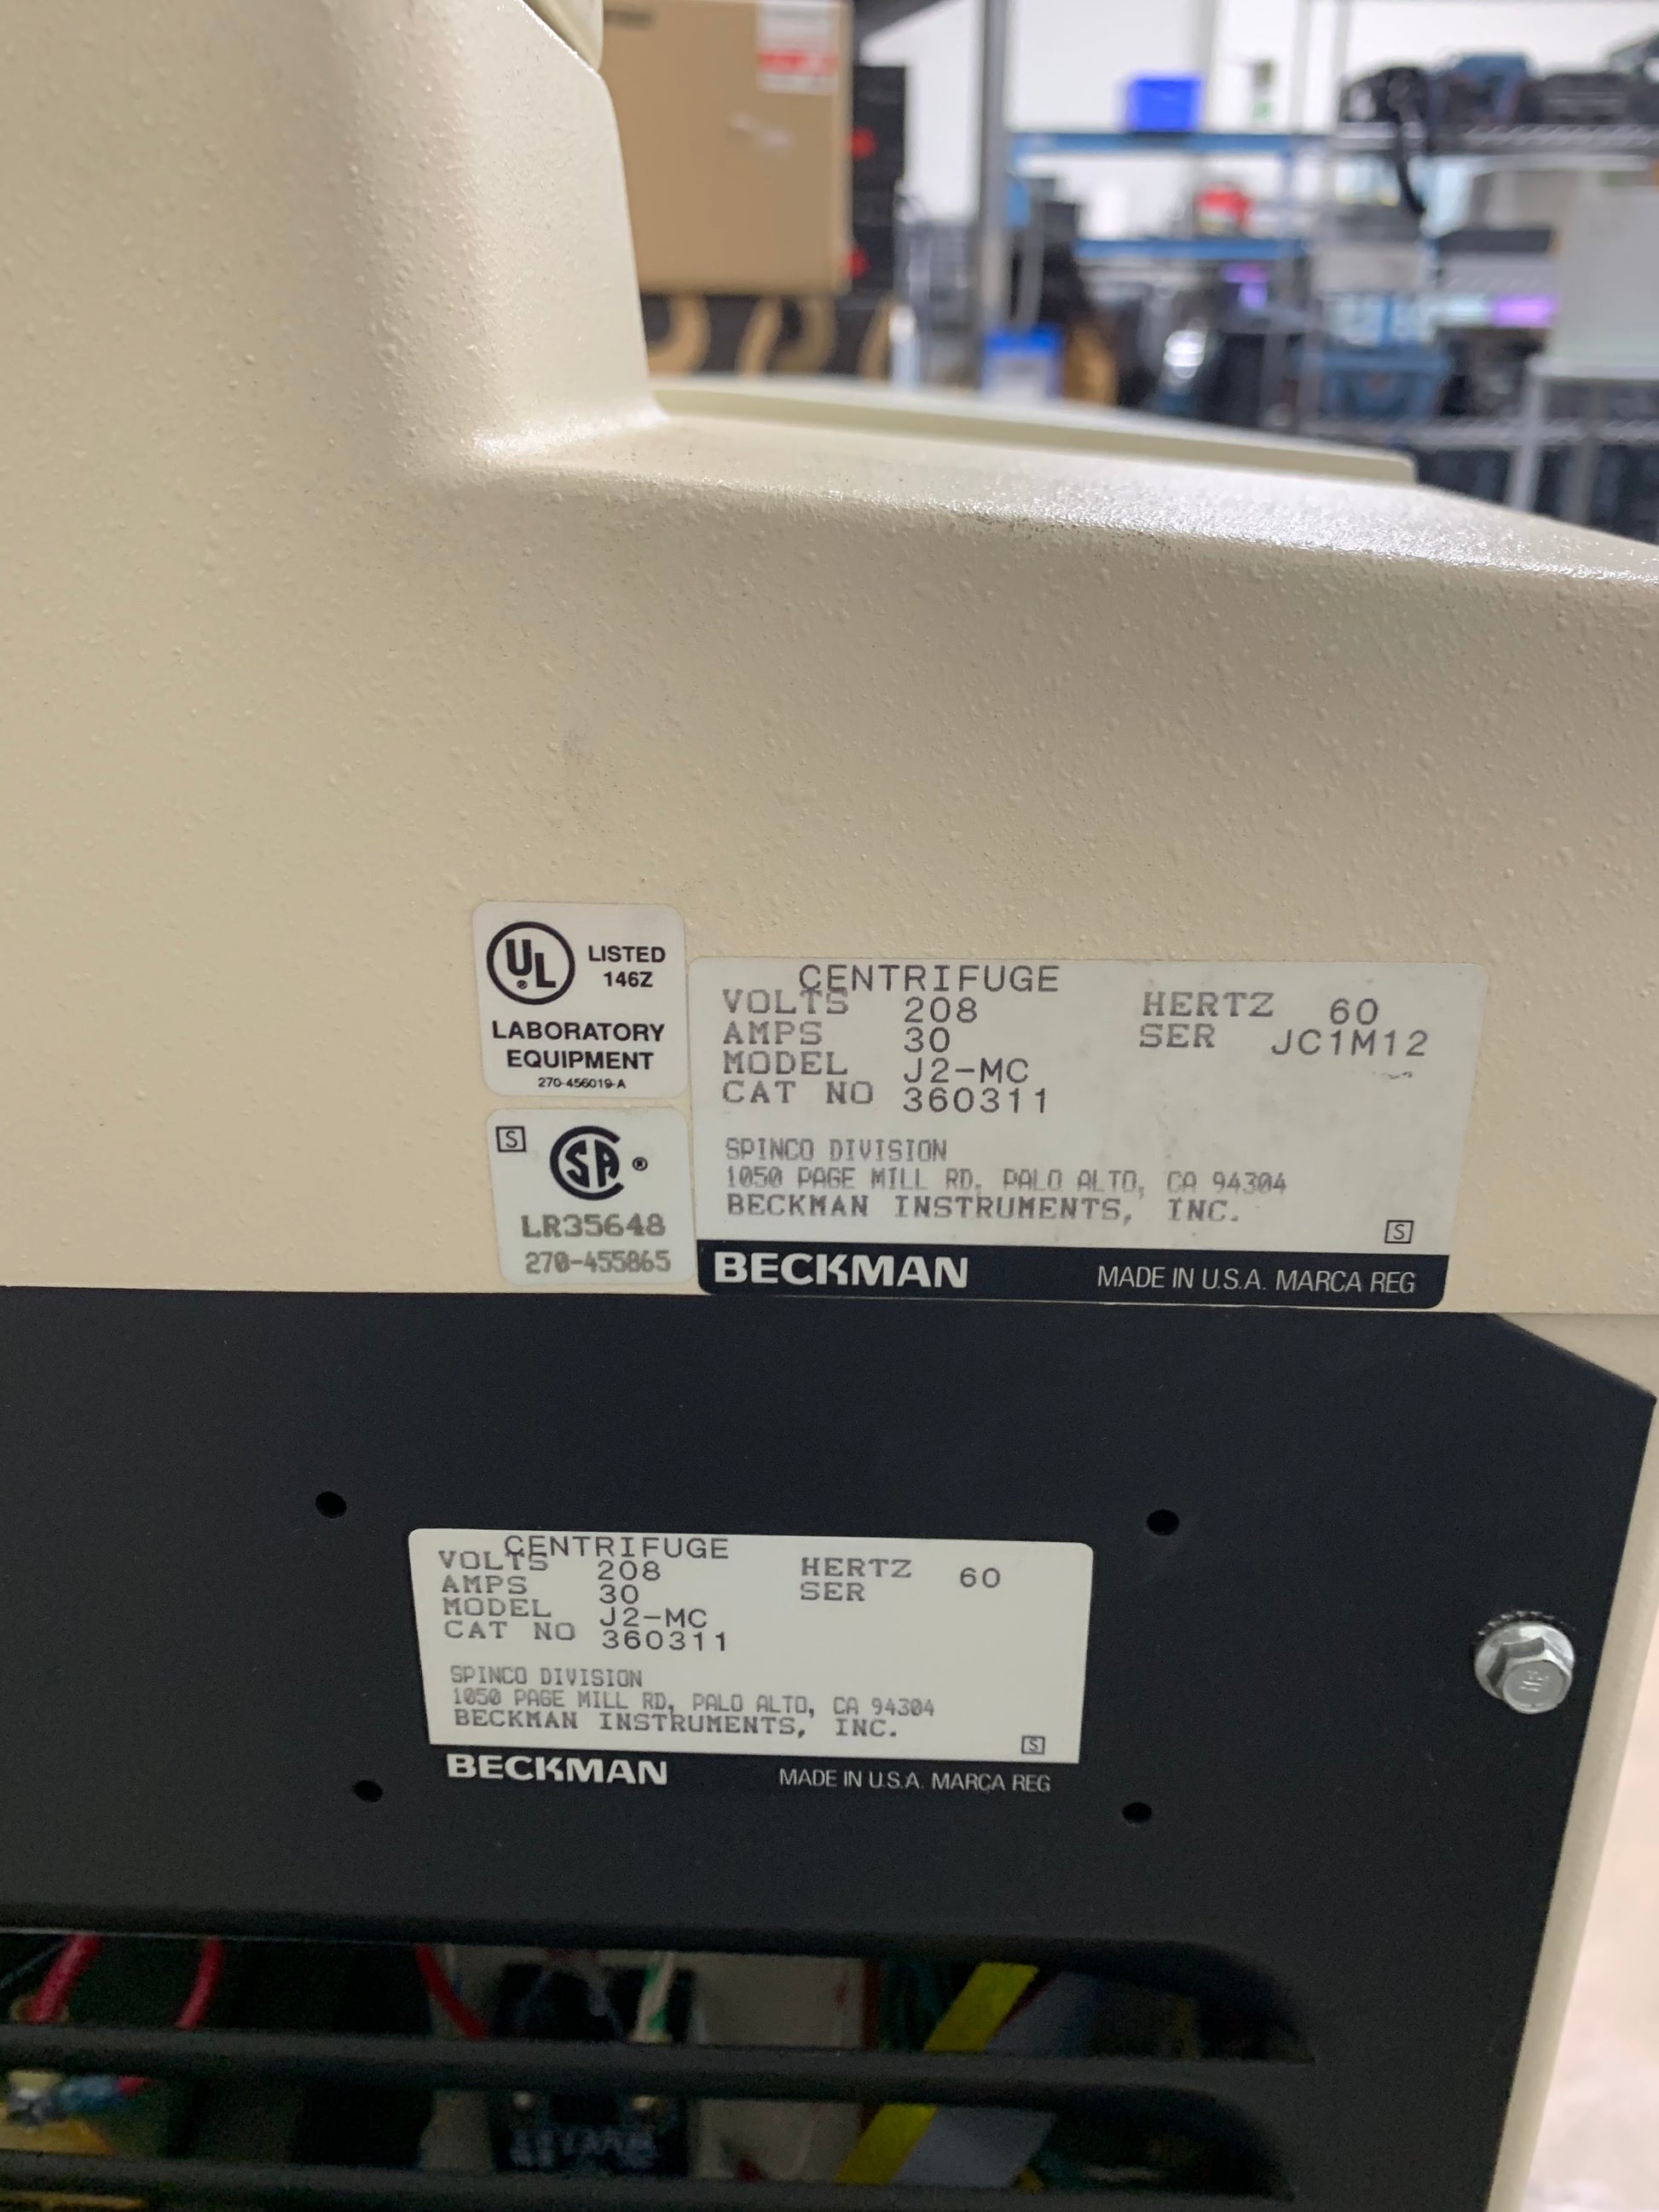 UL
LISTED
146Z
LABORATORY
EQUIPMENT
270-456019-A
S
SA
LR35648
270-455865
CENTRIFUGE
VOLTS 208 HERTZ 60
AMPS 30 SER JC1M12
MODEL J2-MC
CAT NO 360311
SPINCO DIVISION
1050 PAGE MILL RD, PALO ALTO, CA 94304
BECKMAN INSTRUMENTS, INC.
S
BECKMAN MADE IN U.S.A. MARCA REG
CENTRIFUGE
VOLTS 208 HERTZ 60
AMPS 30 SER
MODEL J2-MC
CAT NO 360311
SPINCO DIVISION
1050 PAGE MILL RD, PALO ALTO, CA 94304
BECKMAN INSTRUMENTS, INC.
S
BECKMAN MADE IN U.S.A. MARCA REG